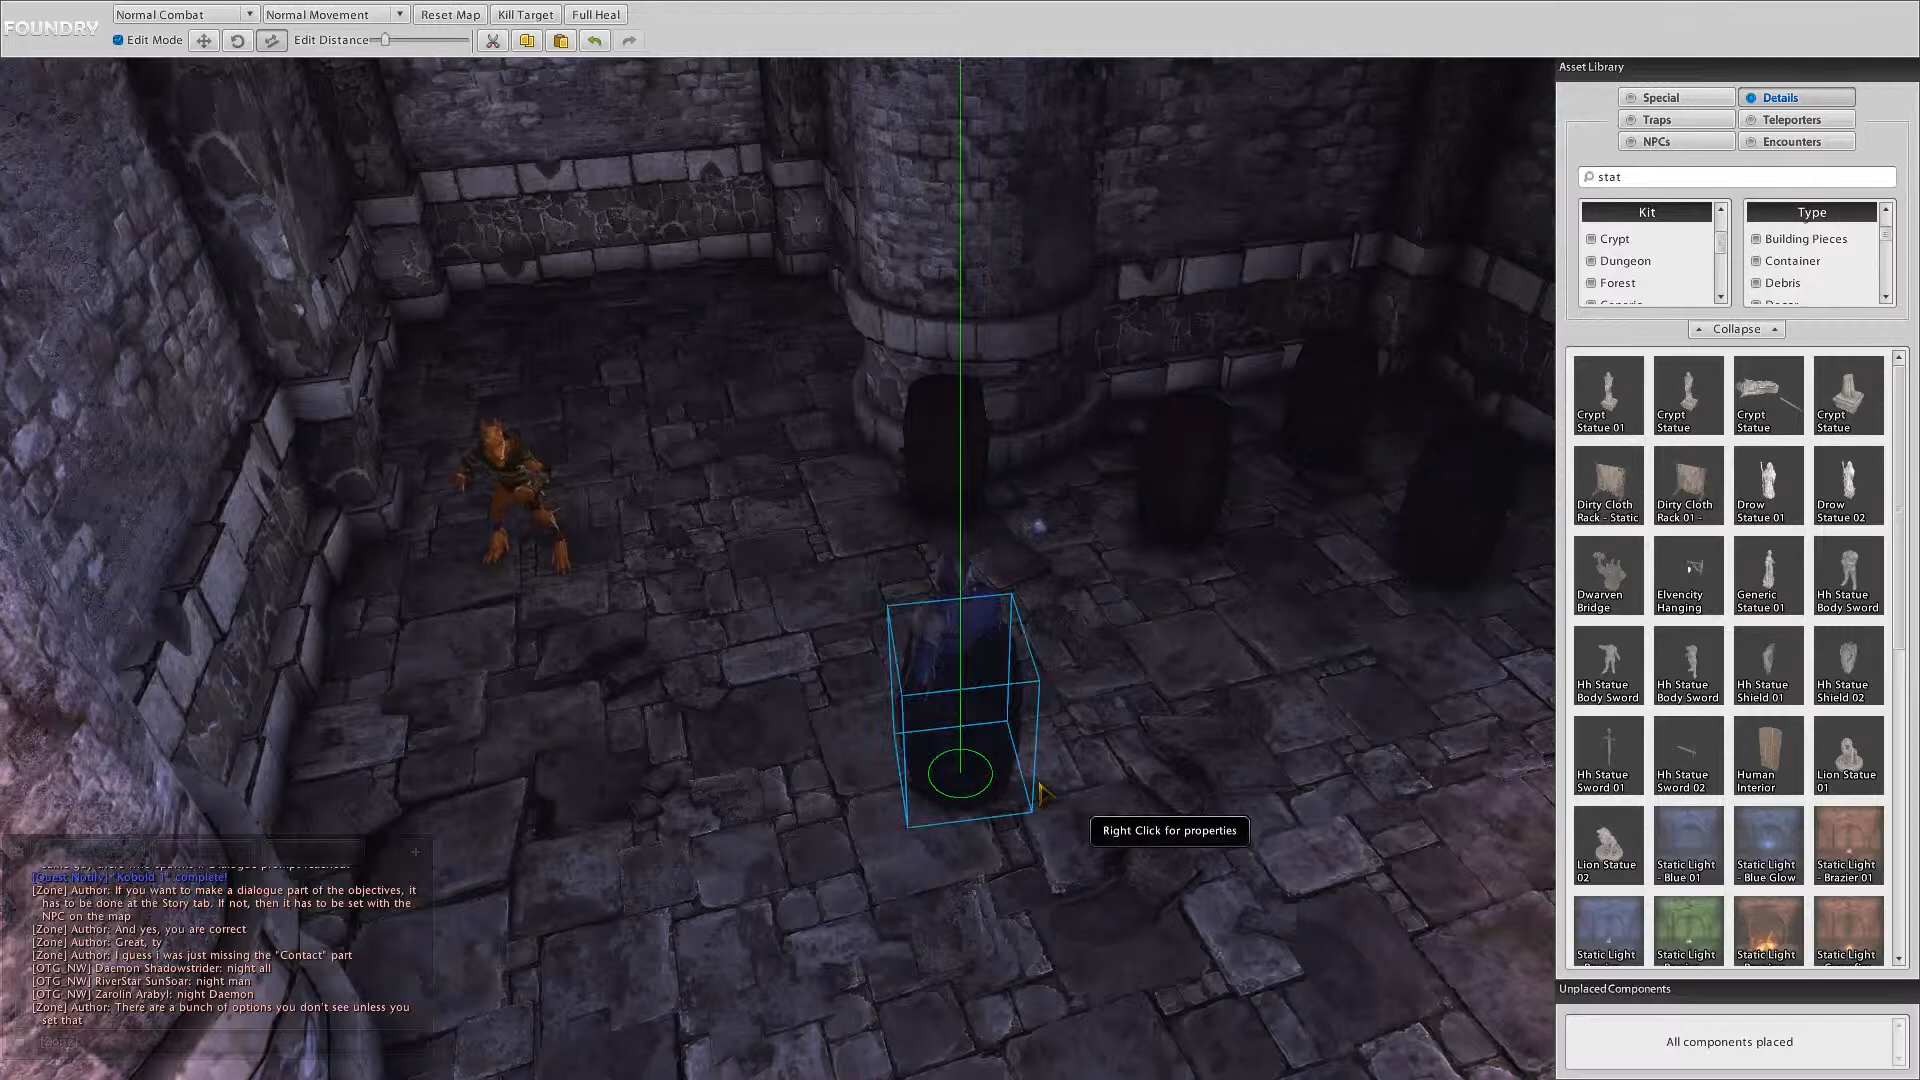 FOUNDRY
Normal Combat
Normal Movement
Reset Map
Kill Target
Full Heal
Edit Mode
Edit Distance
Asset Library
Special
Details
Traps
Teleporters
NPCs
Encounters
stat
Kit
Type
Crypt
Building Pieces
Dungeon
Container
Forest
Debris
Collapse
Crypt
Statue 01
Crypt
Statue
Crypt
Statue
Crypt
Statue
Dirty Cloth
Rack - Static
Dirty Cloth
Rack 01 -
Drow
Statue 01
Drow
Statue 02
Dwarven
Bridge
Elvencity
Hanging
Generic
Statue 01
Hh Statue
Body Sword
Hh Statue
Body Sword
Hh Statue
Body Sword
Hh Statue
Shield 01
Hh Statue
Shield 02
Hh Statue
Sword 01
Hh Statue
Sword 02
Human
Interior
Lion Statue
01
Lion Statue
02
Static Light
- Blue 01
Static Light
- Blue Glow
Static Light
- Brazier 01
Static Light
Static Light
Static Light
Static Light
Right Click for properties
[Quest Notify] "Kobold 1" complete!
[Zone] Author: If you want to make a dialogue part of the objectives, it
has to be done at the Story tab. If not, then it has to be set with the
NPC on the map
[Zone] Author: And yes, you are correct
[Zone] Author: Great, ty
[Zone] Author: I guess i was just missing the "Contact" part
[OTG_NW] Daemon Shadowstrider: night all
[OTG_NW] RiverStar SunSoar: night man
[OTG_NW] Zarolin Arabyl: night Daemon
[Zone] Author: There are a bunch of options you don't see unless you
set that
[Zone]
Unplaced Components
All components placed